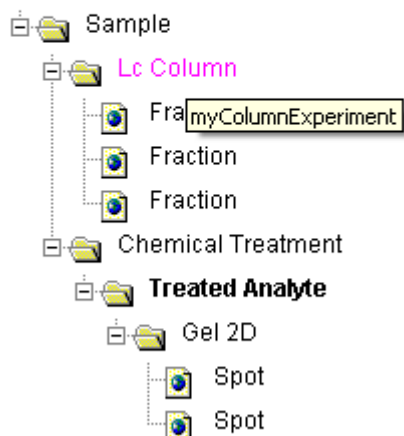 Sample
Lc Column
Fra myColumnExperiment
Fraction
Fraction
Chemical Treatment
Treated Analyte
Gel 2D
Spot
Spot